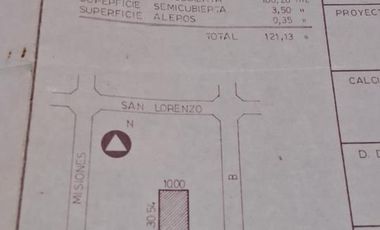 SUPERFICIE SEMICUBIERTA 3,50 "
SUPERFICIE ALEROS 0,35 "
TOTAL 121,13 "
PROYEC
CALCU
D.
SAN LORENZO
N
MISIONES
B
10.00
30.54